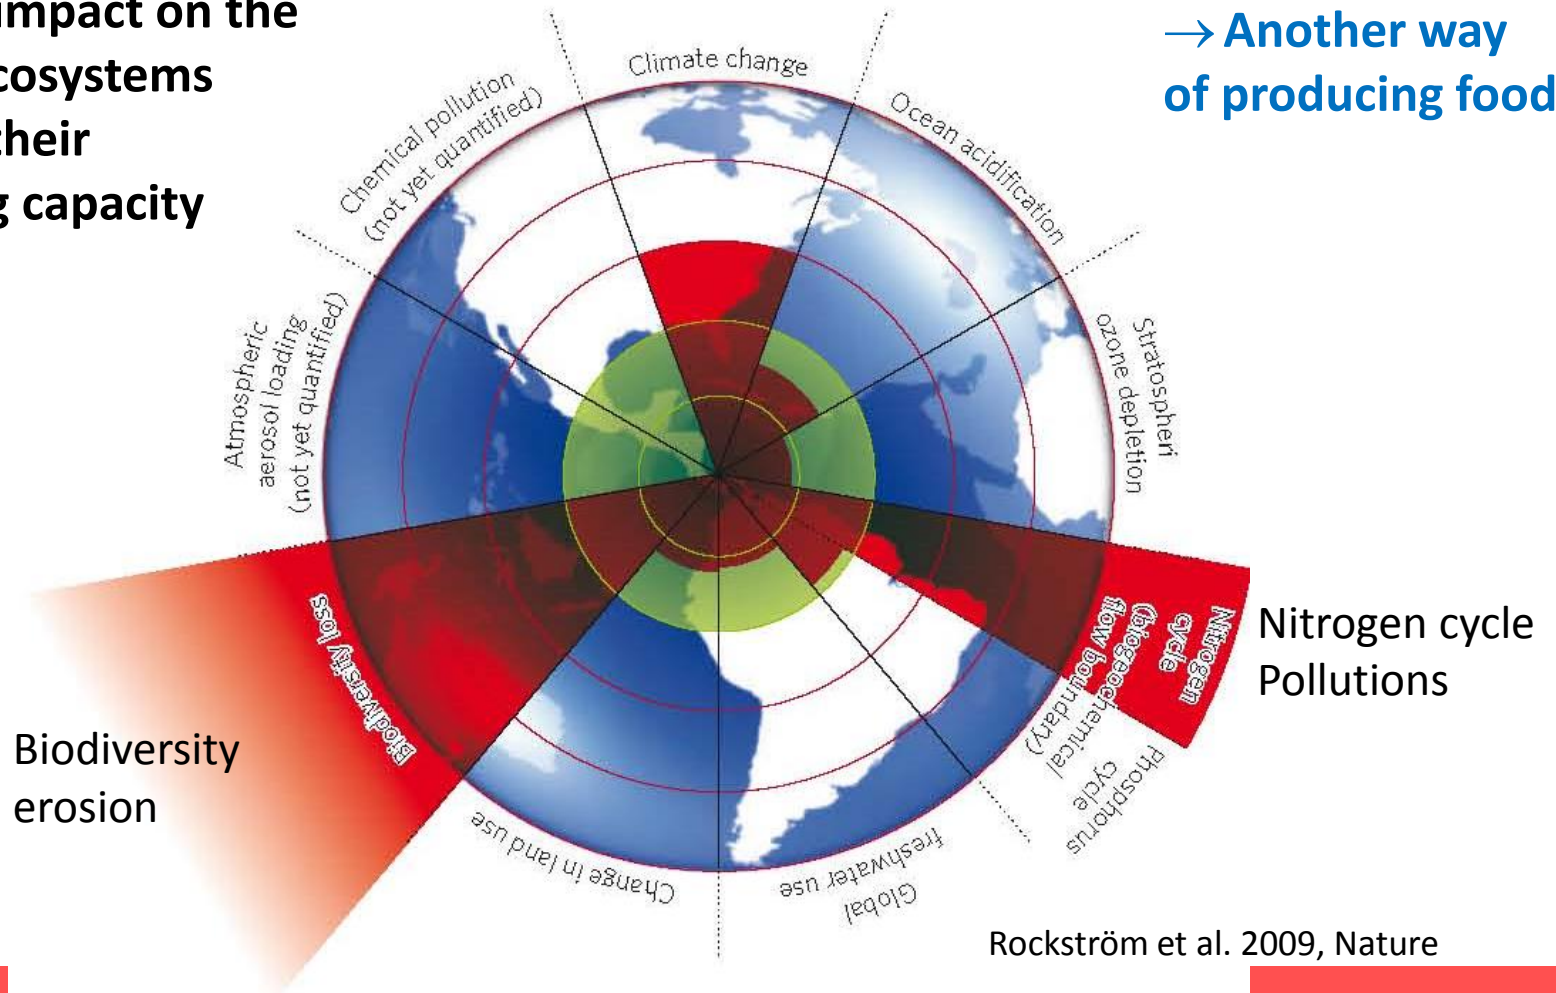 impact on the
cosystems
their
g capacity
→ Another way
of producing food
Climate change
Ocean acidification
Stratospheri
ozone depletion
Nitrogen
cycle
(biogeochemical
flow boundary)
Phosphorus
cycle
Nitrogen cycle
Pollutions
Global
freshwater use
Change in land use
Biodiversity loss
Biodiversity
erosion
Atmospheric
aerosol loading
(not yet quantified)
Chemical pollution
(not yet quantified)
Rockström et al. 2009, Nature